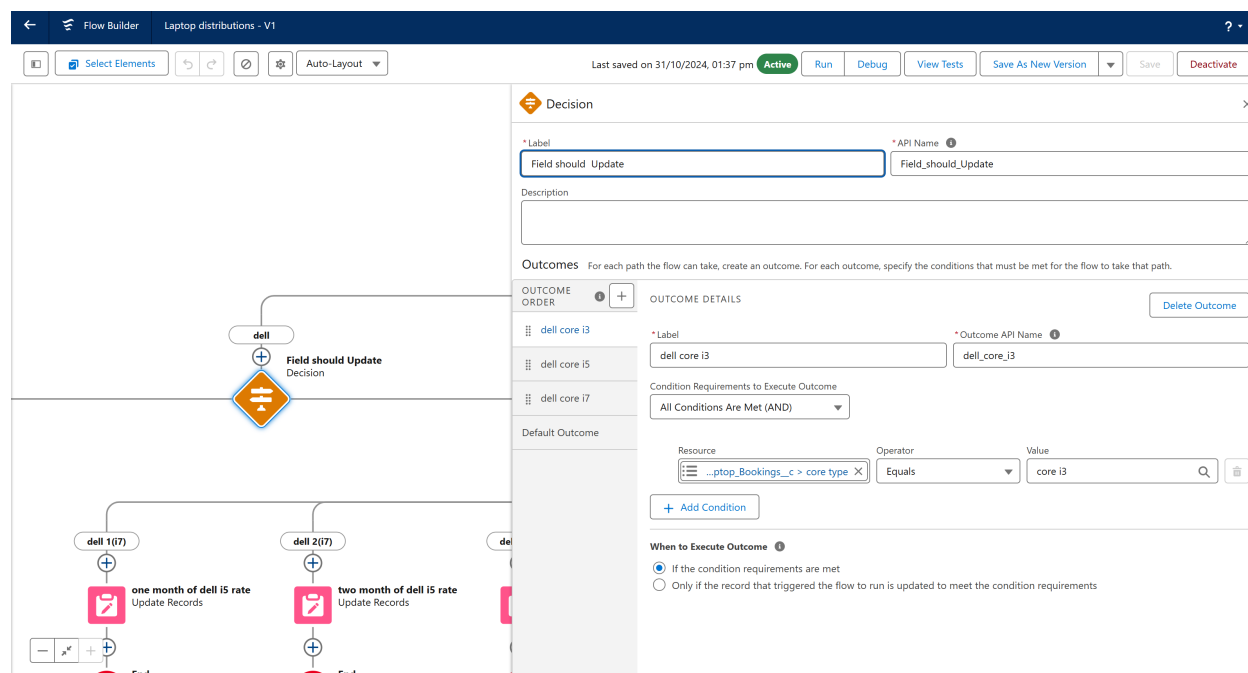 Flow Builder Laptop distributions - V1 ?
Select Elements Auto-Layout Last saved on 31/10/2024, 01:37 pm Active Run Debug View Tests Save As New Version Save Deactivate
Decision
* Label * API Name
Field should  Update Field_should_Update
Description
Outcomes For each path the flow can take, create an outcome. For each outcome, specify the conditions that must be met for the flow to take that path.
OUTCOME ORDER OUTCOME DETAILS Delete Outcome
dell core i3
dell core i5
dell core i7
Default Outcome
* Label * Outcome API Name
dell core i3 dell_core_i3
Condition Requirements to Execute Outcome
All Conditions Are Met (AND)
Resource Operator Value
...ptop_Bookings__c > core type Equals core i3
+ Add Condition
When to Execute Outcome
If the condition requirements are met
Only if the record that triggered the flow to run is updated to meet the condition requirements
dell
Field should Update
Decision
dell 1(i7) dell 2(i7)
one month of dell i5 rate two month of dell i5 rate
Update Records Update Records